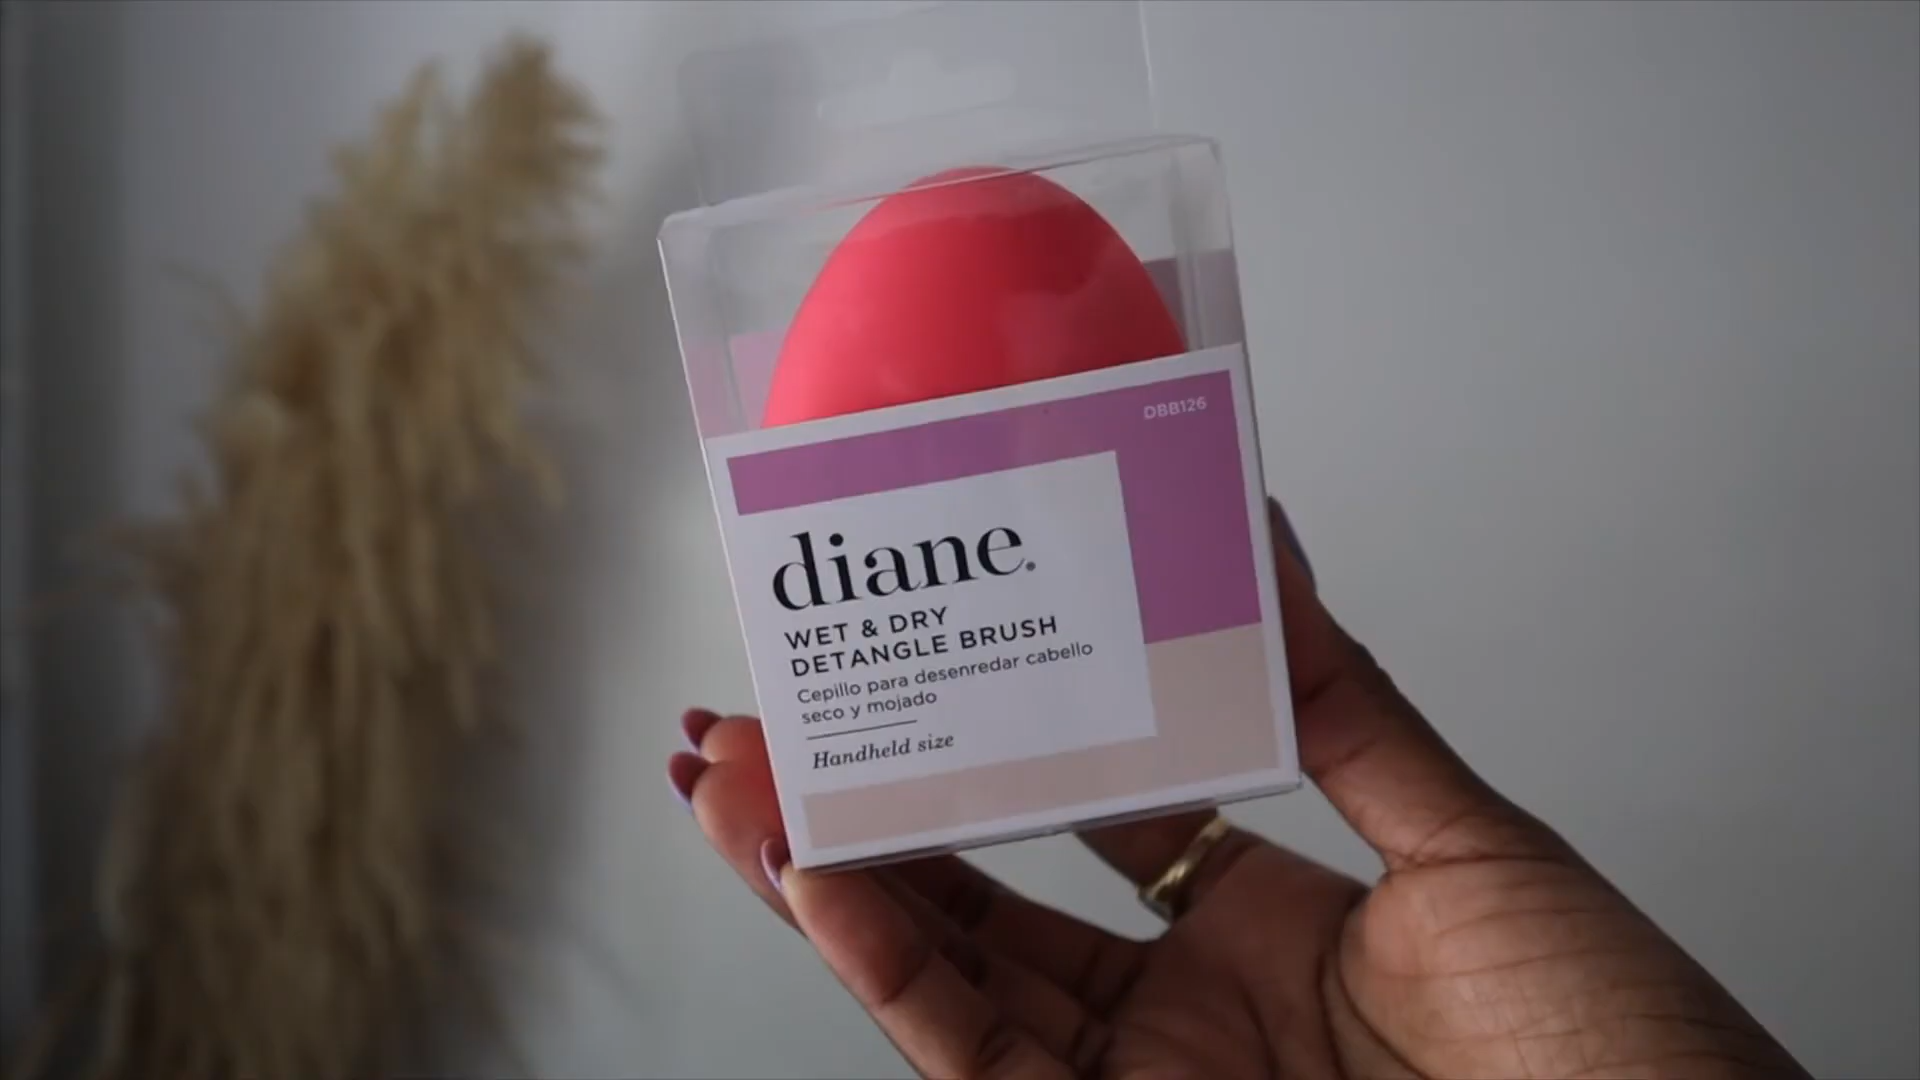 DBB126
diane.
WET & DRY
DETANGLE BRUSH
Cepillo para desenredar cabello
seco y mojado
Handheld size